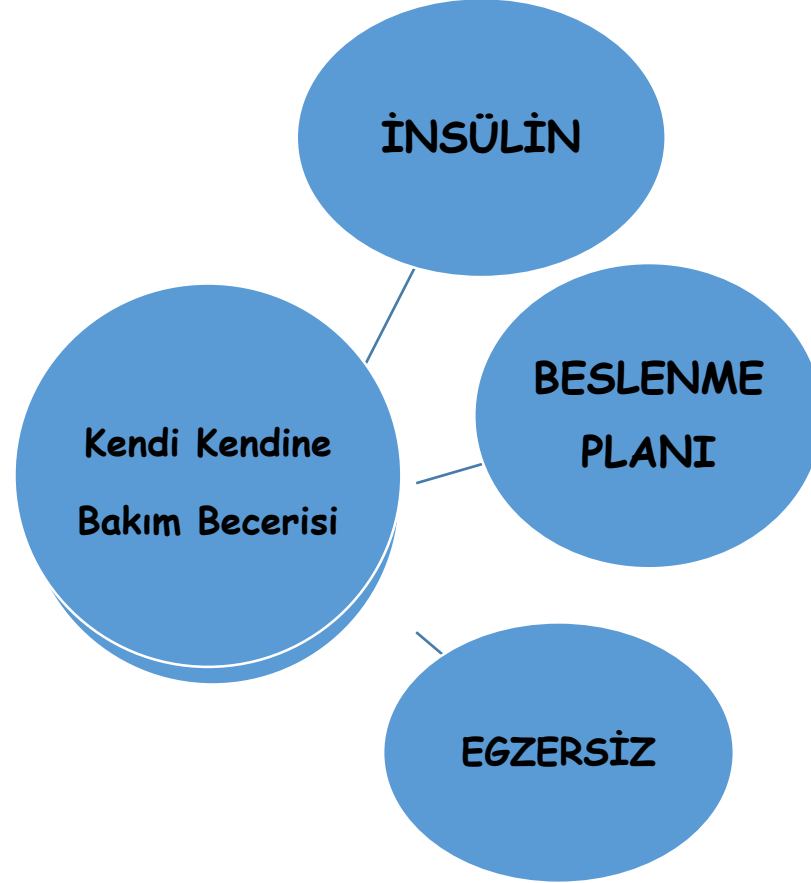 İNSÜLİN
BESLENME
PLANI
Kendi Kendine
Bakım Becerisi
EGZERSİZ